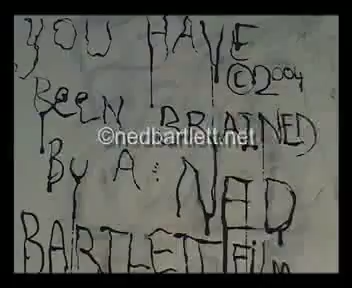 YOU HAVE
©2004
BEEN BRAINED
©nedbartlett.net
BY A: NED
BARTLETT FILM